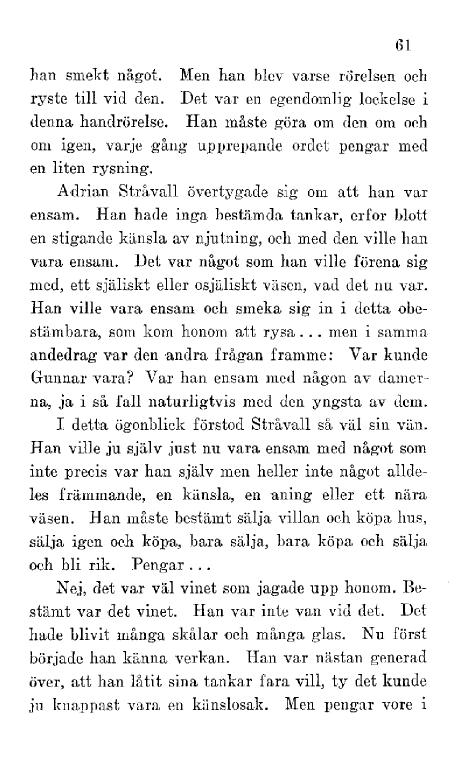 61
han smekt något. Men han blev varse rörelsen och
ryste till vid den. Det var en egendomlig lockelse i
denna handrörelse. Han måste göra om den om och
om igen, varje gång upprepande ordet pengar med
en liten rysning.
Adrian Stråvall övertygade sig om att han var
ensam. Han hade inga bestämda tankar, erfor blott
en stigande känsla av njutning, och med den ville han
vara ensam. Det var något som han ville förena sig
med, ett själiskt eller osjäliskt väsen, vad det nu var.
Han ville vara ensam och smeka sig in i detta obe-
stämbara, som kom honom att rysa... men i samma
andedrag var den andra frågan framme: Var kunde
Gunnar vara? Var han ensam med någon av damer-
na, ja i så fall naturligtvis med den yngsta av dem.
I detta ögonblick förstod Stråvall så väl sin vän.
Han ville ju själv just nu vara ensam med något som
inte precis var han själv men heller inte något allde-
les främmande, en känsla, en aning eller ett nära
väsen. Han måste bestämt sälja villan och köpa hus,
sälja igen och köpa, bara sälja, bara köpa och sälja
och bli rik. Pengar...
Nej, det var väl vinet som jagade upp honom. Be-
stämt var det vinet. Han var inte van vid det. Det
hade blivit många skålar och många glas. Nu först
började han känna verkan. Han var nästan generad
över, att han låtit sina tankar fara vill, ty det kunde
ju knappast vara en känslosak. Men pengar vore i